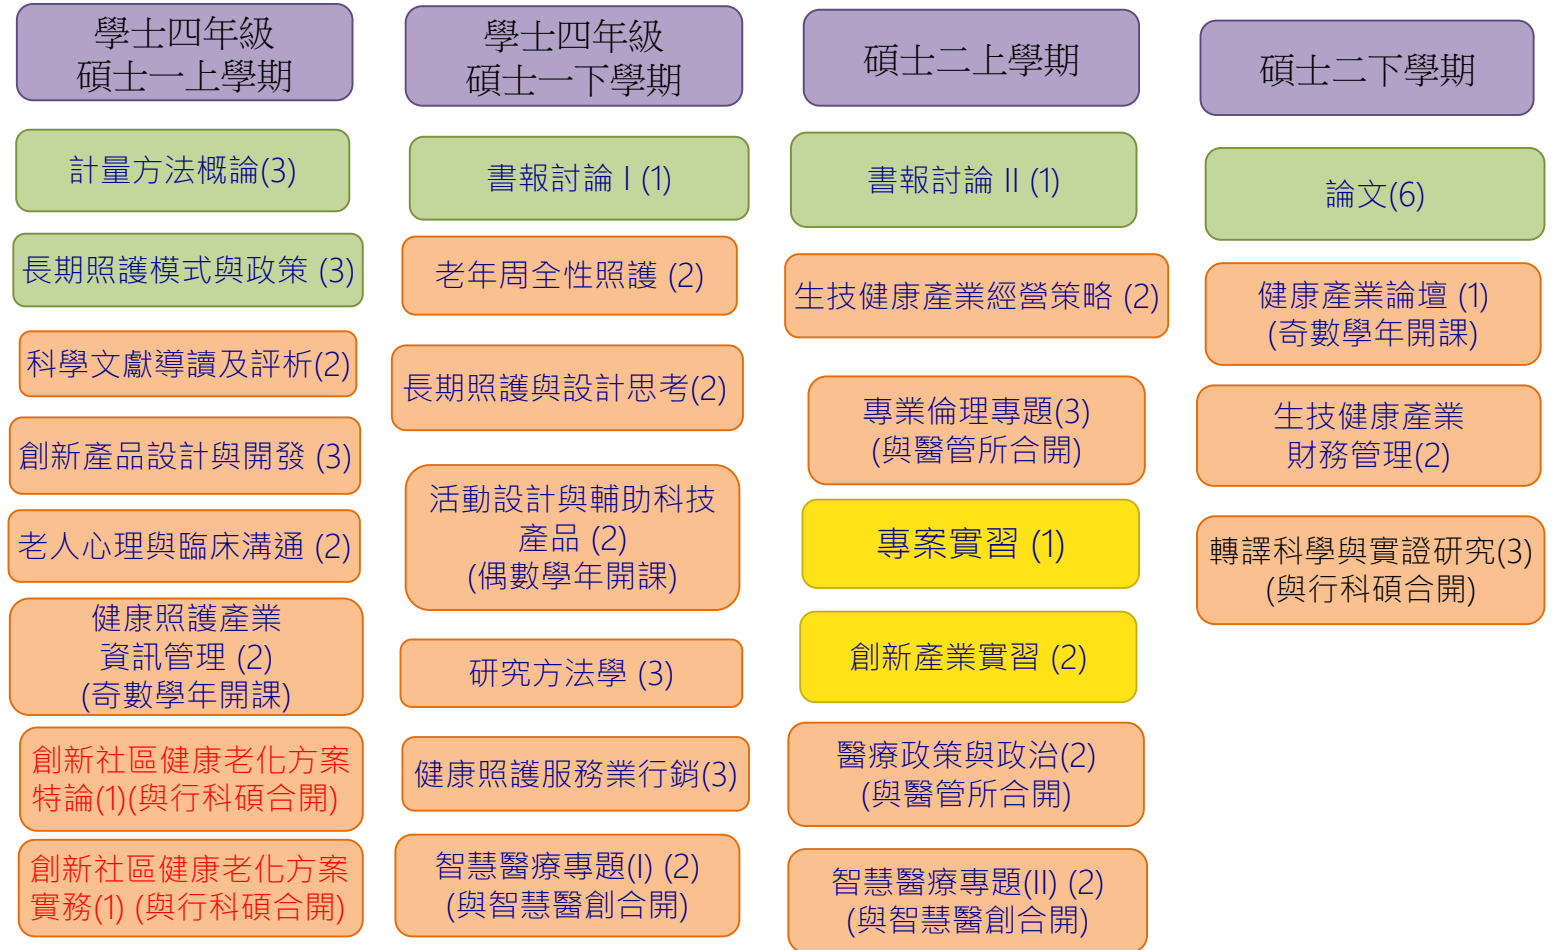 學士四年級
碩士一上學期
計量方法概論(3)
長期照護模式與政策 (3)
科學文獻導讀及評析(2)
創新產品設計與開發 (3)
老人心理與臨床溝通 (2)
健康照護產業
資訊管理 (2)
(奇數學年開課)
創新社區健康老化方案
特論(1)(與行科碩合開)
創新社區健康老化方案
實務(1) (與行科碩合開)
學士四年級
碩士一下學期
書報討論 I (1)
老年周全性照護 (2)
長期照護與設計思考(2)
活動設計與輔助科技
產品 (2)
(偶數學年開課)
研究方法學 (3)
健康照護服務業行銷(3)
智慧醫療專題(I) (2)
(與智慧醫創合開)
碩士二上學期
書報討論 II (1)
生技健康產業經營策略 (2)
專業倫理專題(3)
(與醫管所合開)
專案實習 (1)
創新產業實習 (2)
醫療政策與政治(2)
(與醫管所合開)
智慧醫療專題(II) (2)
(與智慧醫創合開)
碩士二下學期
論文(6)
健康產業論壇 (1)
(奇數學年開課)
生技健康產業
財務管理(2)
轉譯科學與實證研究(3)
(與行科碩合開)